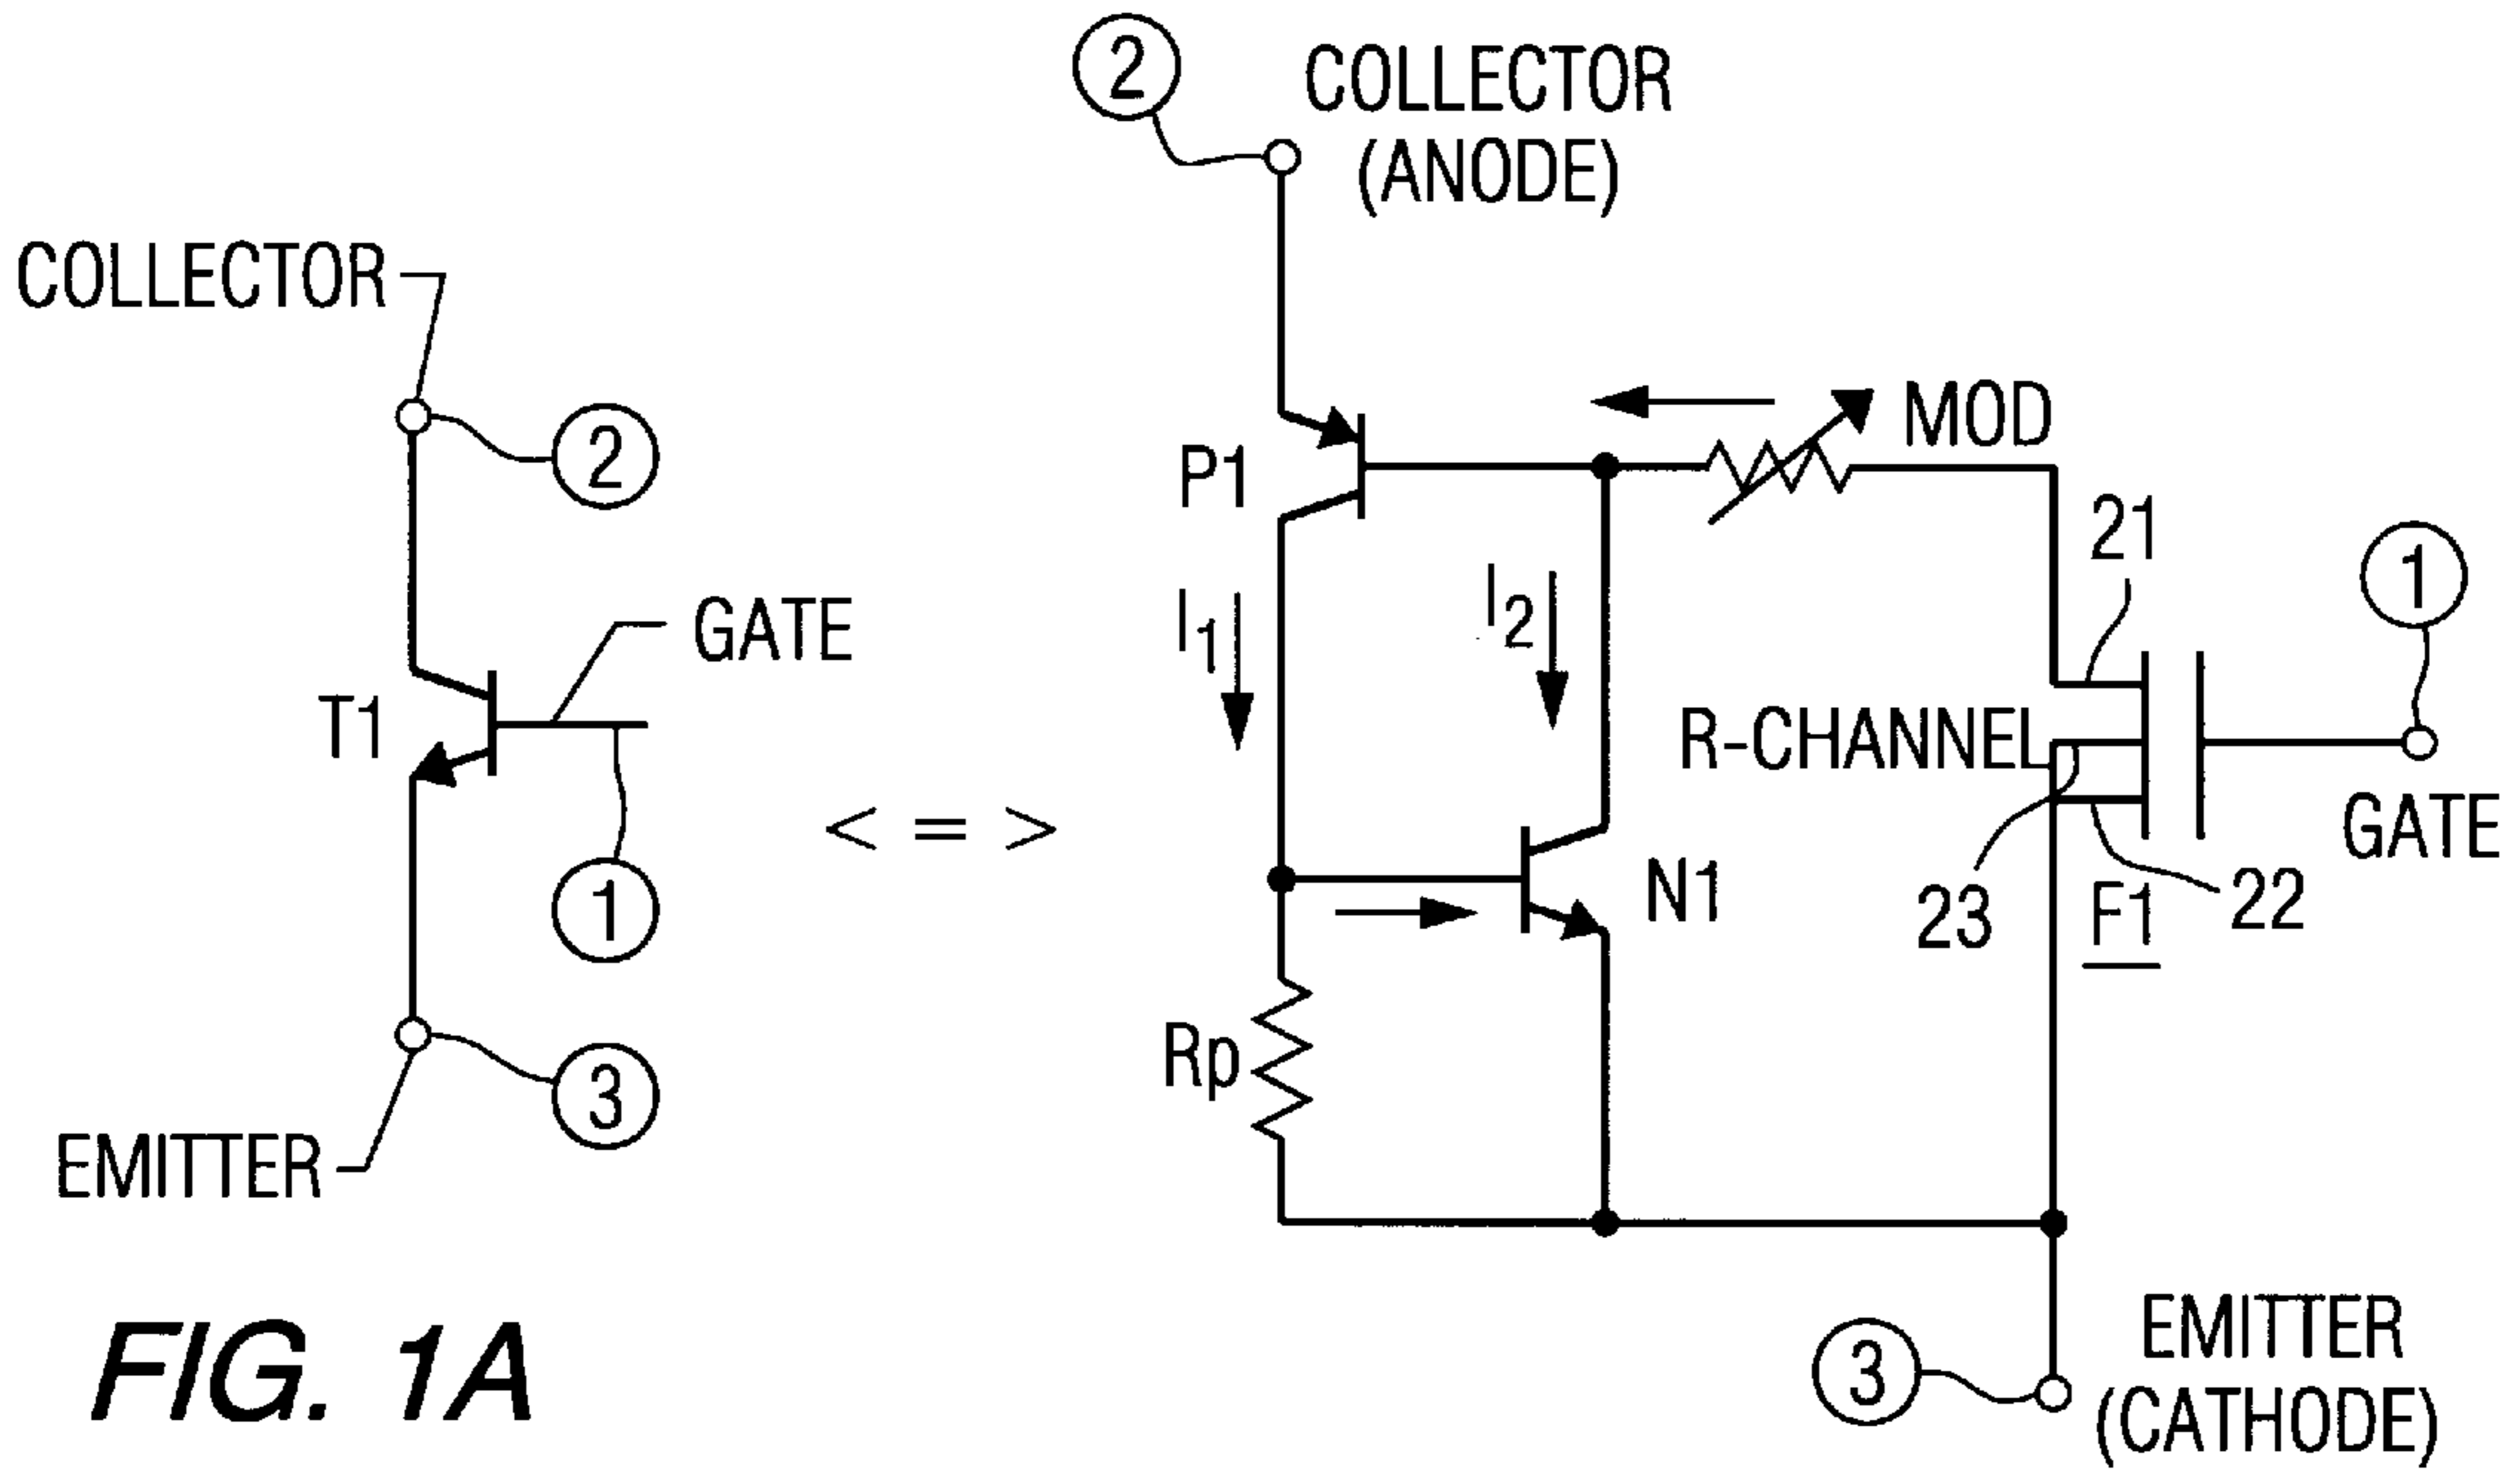 2
COLLECTOR
(ANODE)
COLLECTOR
2
MOD
P1
21
1
I1
I2
GATE
T1
R-CHANNEL
< = >
GATE
1
N1
23
F1
22
Rp
3
EMITTER
FIG. 1A
3
EMITTER
(CATHODE)